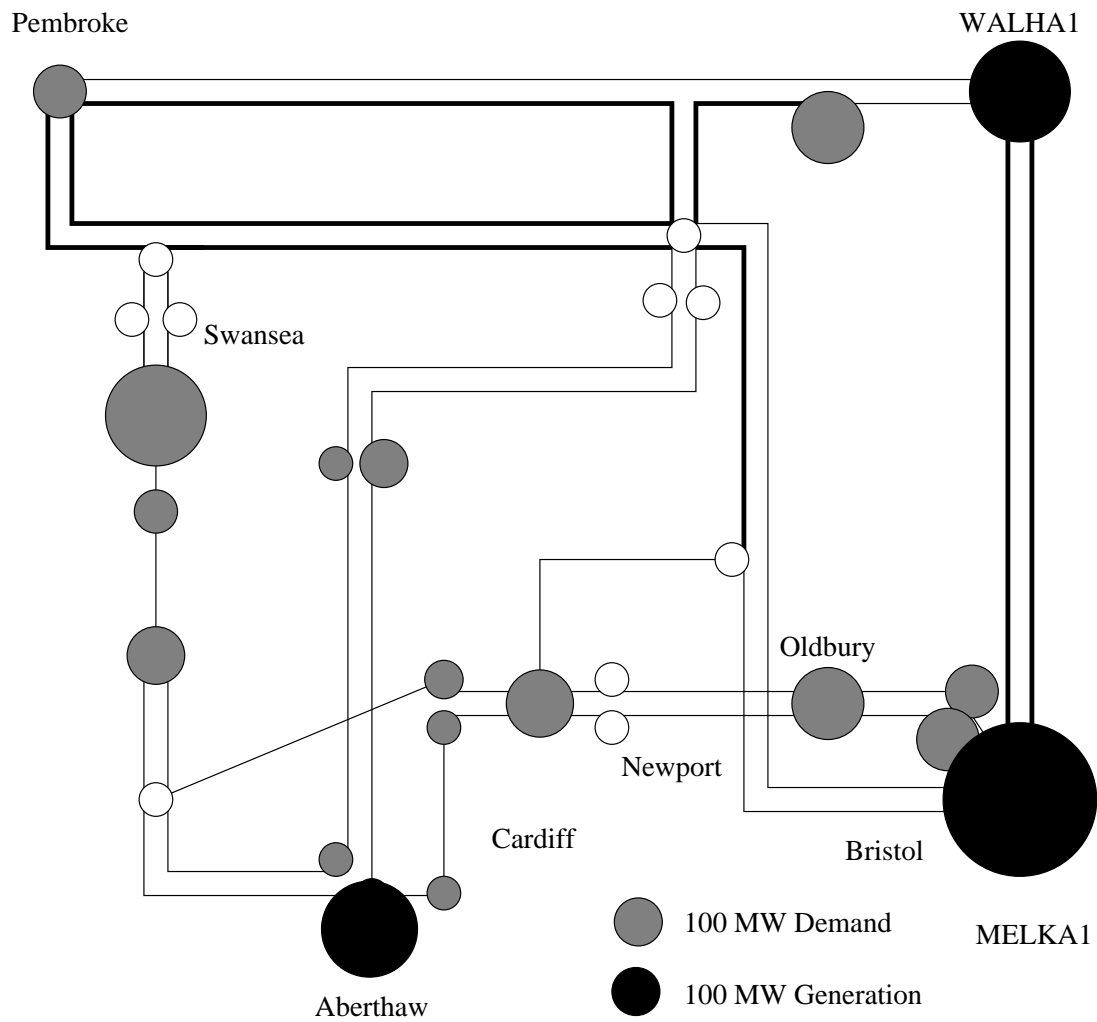 Pembroke
WALHA1
Swansea
Oldbury
Newport
Cardiff
Bristol
100 MW Demand
MELKA1
100 MW Generation
Aberthaw